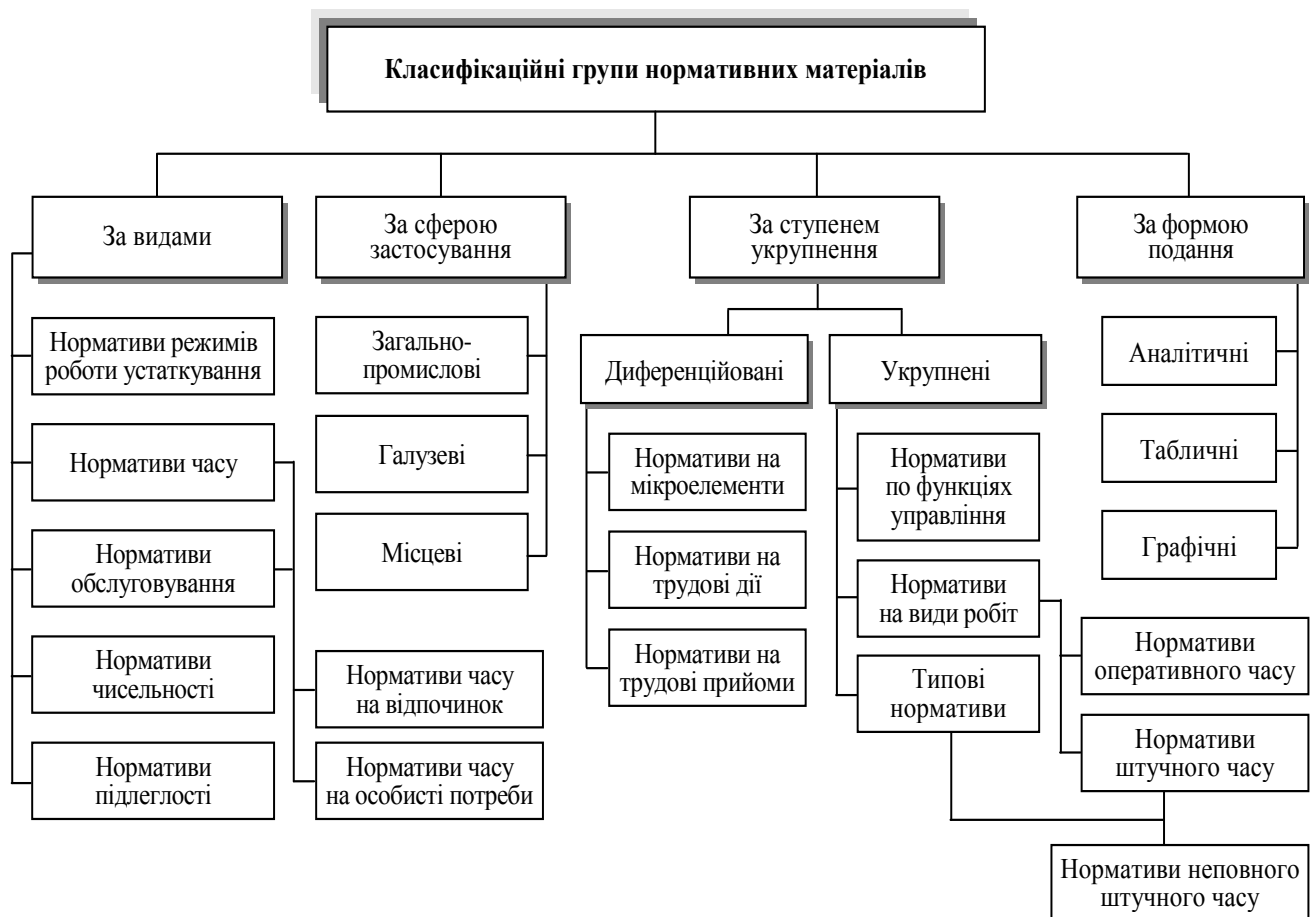 Класифікаційні групи нормативних матеріалів
За видами
За сферою
застосування
За ступенем
укрупнення
За формою
подання
Нормативи режимів
роботи устаткування
Нормативи часу
Нормативи
обслуговування
Нормативи
чисельності
Нормативи
підлеглості
Загально-
промислові
Галузеві
Місцеві
Нормативи часу
на відпочинок
Нормативи часу
на особисті потреби
Диференційовані
Укрупнені
Нормативи на
мікроелементи
Нормативи на
трудові дії
Нормативи на
трудові прийоми
Нормативи
по функціях
управління
Нормативи
на види робіт
Типові
нормативи
Аналітичні
Табличні
Графічні
Нормативи
оперативного часу
Нормативи
штучного часу
Нормативи неповного
штучного часу